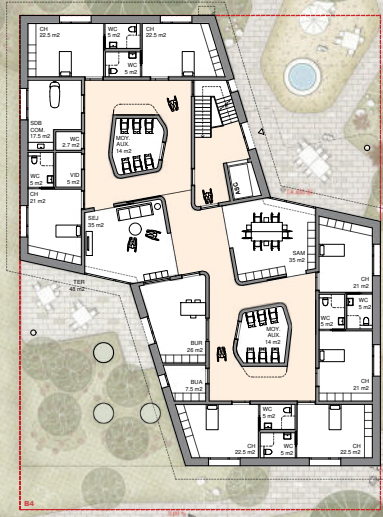 CH
22.5 m2
WC
5 m2
CH
22.5 m2
WC
5 m2
SDB
COM.
17.5 m2
WC
2.7 m2
MOY.
AUX.
14 m2
WC
5 m2
VID
5 m2
CH
21 m2
SEJ
35 m2
SAM
35 m2
TER
48 m2
CH
21 m2
WC
5 m2
WC
5 m2
MOY.
AUX.
14 m2
BUR
26 m2
BUA
7.5 m2
CH
21 m2
WC
5 m2
CH
22.5 m2
WC
5 m2
CH
22.5 m2
B4